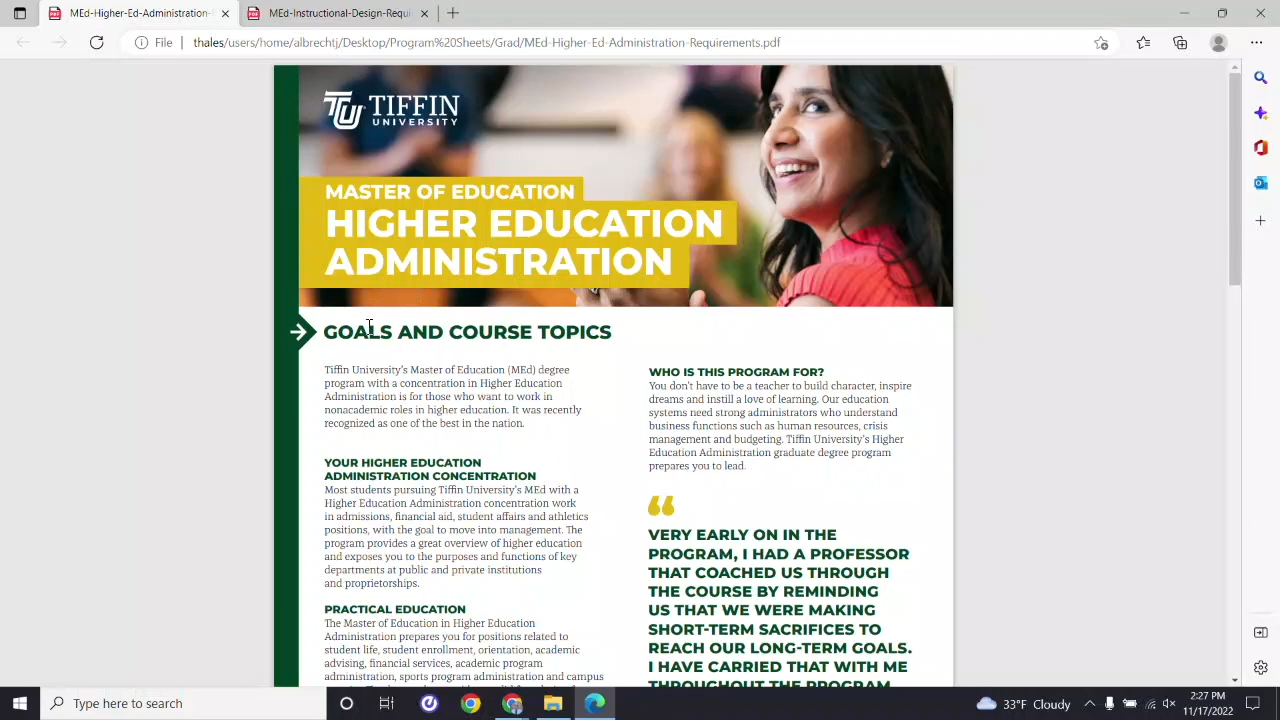 MEd-Higher-Ed-Administration-
MEd-Instructional-Design-Requi
File
thales/users/home/albrechtj/Desktop/Program%20Sheets/Grad/MEd-Higher-Ed-Administration-Requirements.pdf
TU TIFFIN
UNIVERSITY
MASTER OF EDUCATION
HIGHER EDUCATION
ADMINISTRATION
GOALS AND COURSE TOPICS
Tiffin University's Master of Education (MEd) degree
program with a concentration in Higher Education
Administration is for those who want to work in
nonacademic roles in higher education. It was recently
recognized as one of the best in the nation.
YOUR HIGHER EDUCATION
ADMINISTRATION CONCENTRATION
Most students pursuing Tiffin University's MEd with a
Higher Education Administration concentration work
in admissions, financial aid, student affairs and athletics
positions, with the goal to move into management. The
program provides a great overview of higher education
and exposes you to the purposes and functions of key
departments at public and private institutions
and proprietorships.
PRACTICAL EDUCATION
The Master of Education in Higher Education
Administration prepares you for positions related to
student life, student enrollment, orientation, academic
advising, financial services, academic program
administration, sports program administration and campus
WHO IS THIS PROGRAM FOR?
You don't have to be a teacher to build character, inspire
dreams and instill a love of learning. Our education
systems need strong administrators who understand
business functions such as human resources, crisis
management and budgeting. Tiffin University's Higher
Education Administration graduate degree program
prepares you to lead.
“
VERY EARLY ON IN THE
PROGRAM, I HAD A PROFESSOR
THAT COACHED US THROUGH
THE COURSE BY REMINDING
US THAT WE WERE MAKING
SHORT-TERM SACRIFICES TO
REACH OUR LONG-TERM GOALS.
I HAVE CARRIED THAT WITH ME
THROUGHOUT THE PROGRAM
Type here to search
33°F Cloudy
2:27 PM
11/17/2022